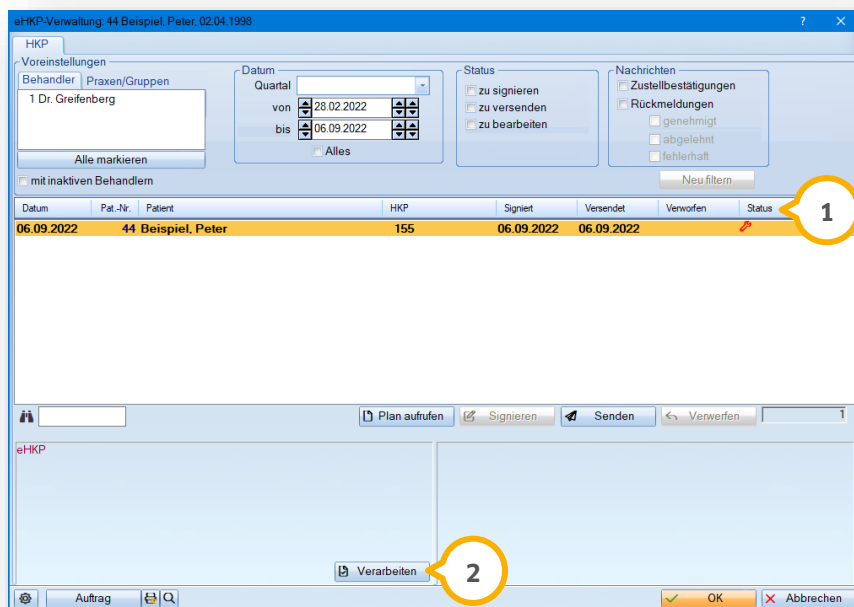 eHKP-Verwaltung: 44 Beispiel, Peter, 02.04.1998 ?
HKP
Voreinstellungen
Behandler Praxen/Gruppen
1 Dr. Greifenberg
Alle markieren
mit inaktiven Behandlern
Datum
Quartal
von 28.02.2022
bis 06.09.2022
Alles
Status
zu signieren
zu versenden
zu bearbeiten
Nachrichten
Zustellbestätigungen
Rückmeldungen
genehmigt
abgelehnt
fehlerhaft
Neu filtern
Datum Pat.-Nr. Patient HKP Signiert Versendet Verworfen Status
1
06.09.2022 44 Beispiel, Peter 155 06.09.2022 06.09.2022
Plan aufrufen Signieren Senden Verwerfen 1
eHKP
Verarbeiten
2
Auftrag OK Abbrechen